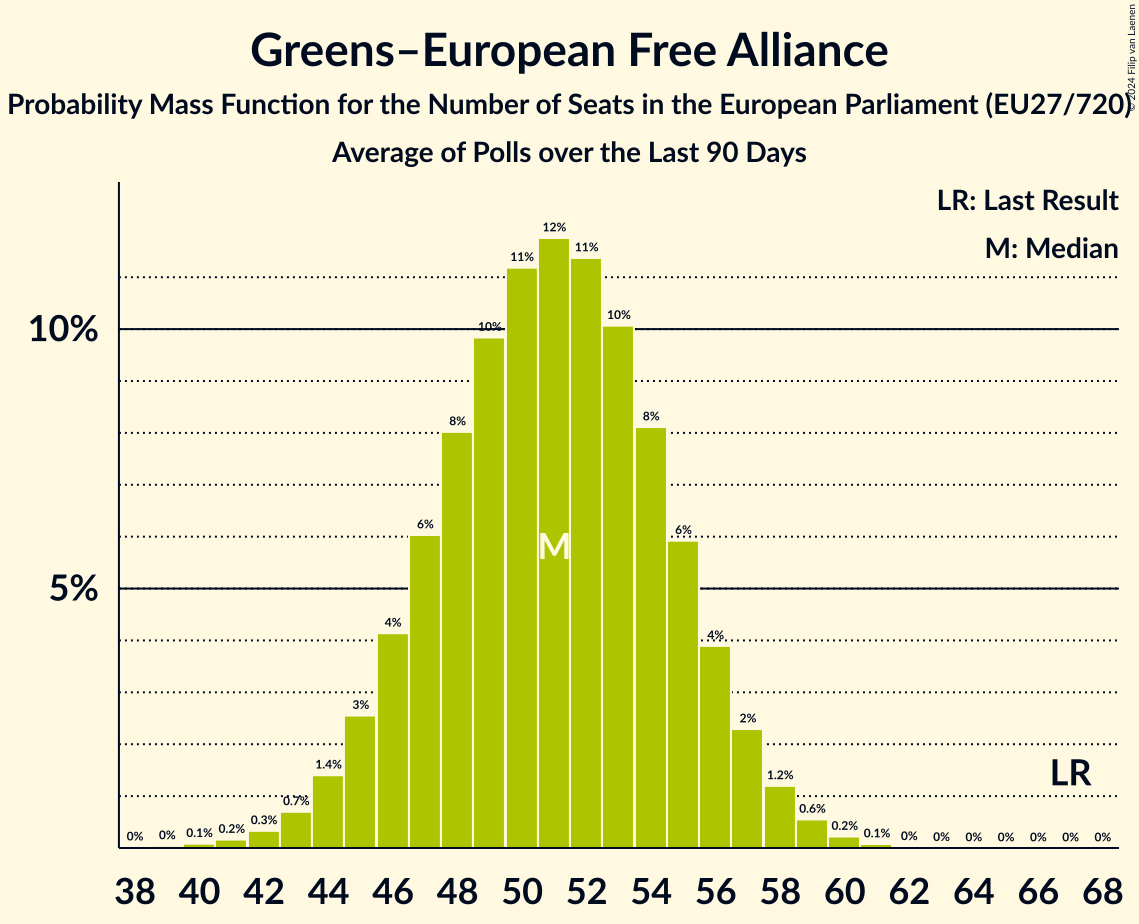 Greens–European Free Alliance
Probability Mass Function for the Number of Seats in the European Parliament (EU27/720)
Average of Polls over the Last 90 Days
© 2024 Filip van Laenen
LR: Last Result
M: Median
10%
5%
0% 0% 0.1% 0.2% 0.3% 0.7% 1.4% 3% 4% 6% 8% 10% 11% 12% 11% 10% 8% 6% 4% 2% 1.2% 0.6% 0.2% 0.1% 0% 0% 0% 0% 0% 0% 0%
M
LR
38 40 42 44 46 48 50 52 54 56 58 60 62 64 66 68